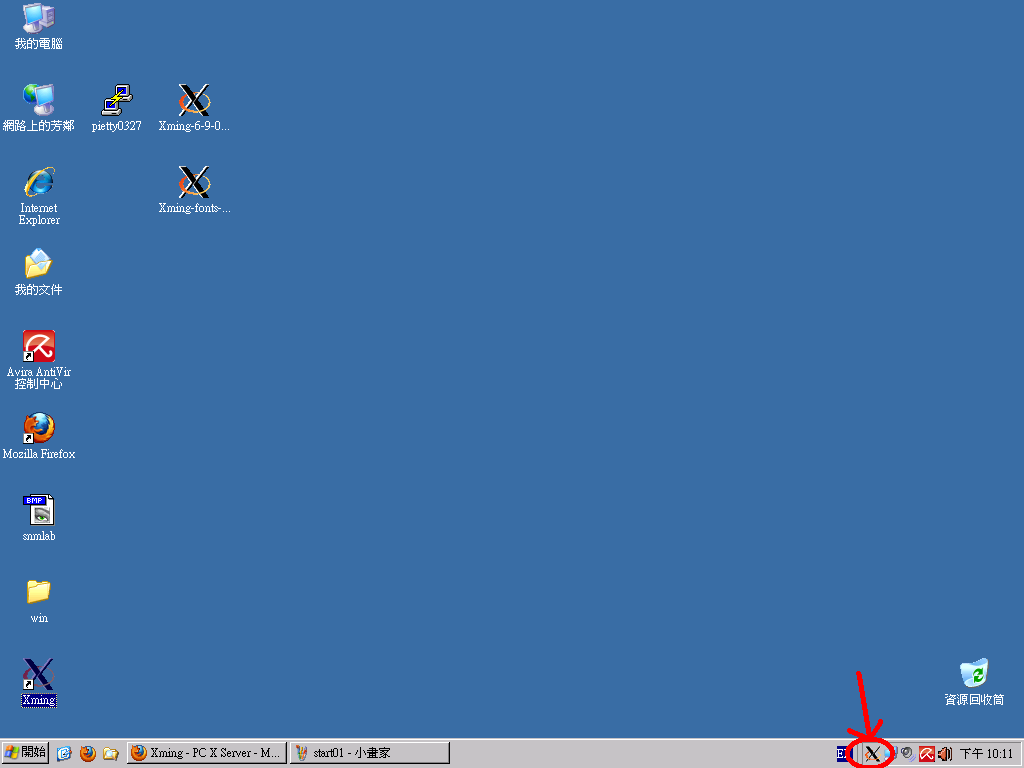 我的電腦
網路上的芳鄰
pietty0327
Xming-6-9-0...
Internet
Explorer
Xming-fonts-...
我的文件
Avira AntiVir
控制中心
Mozilla Firefox
BMP
snmlab
win
Xming
資源回收筒
開始
Xming - PC X Server - M...
start01 - 小畫家
下午 10:11